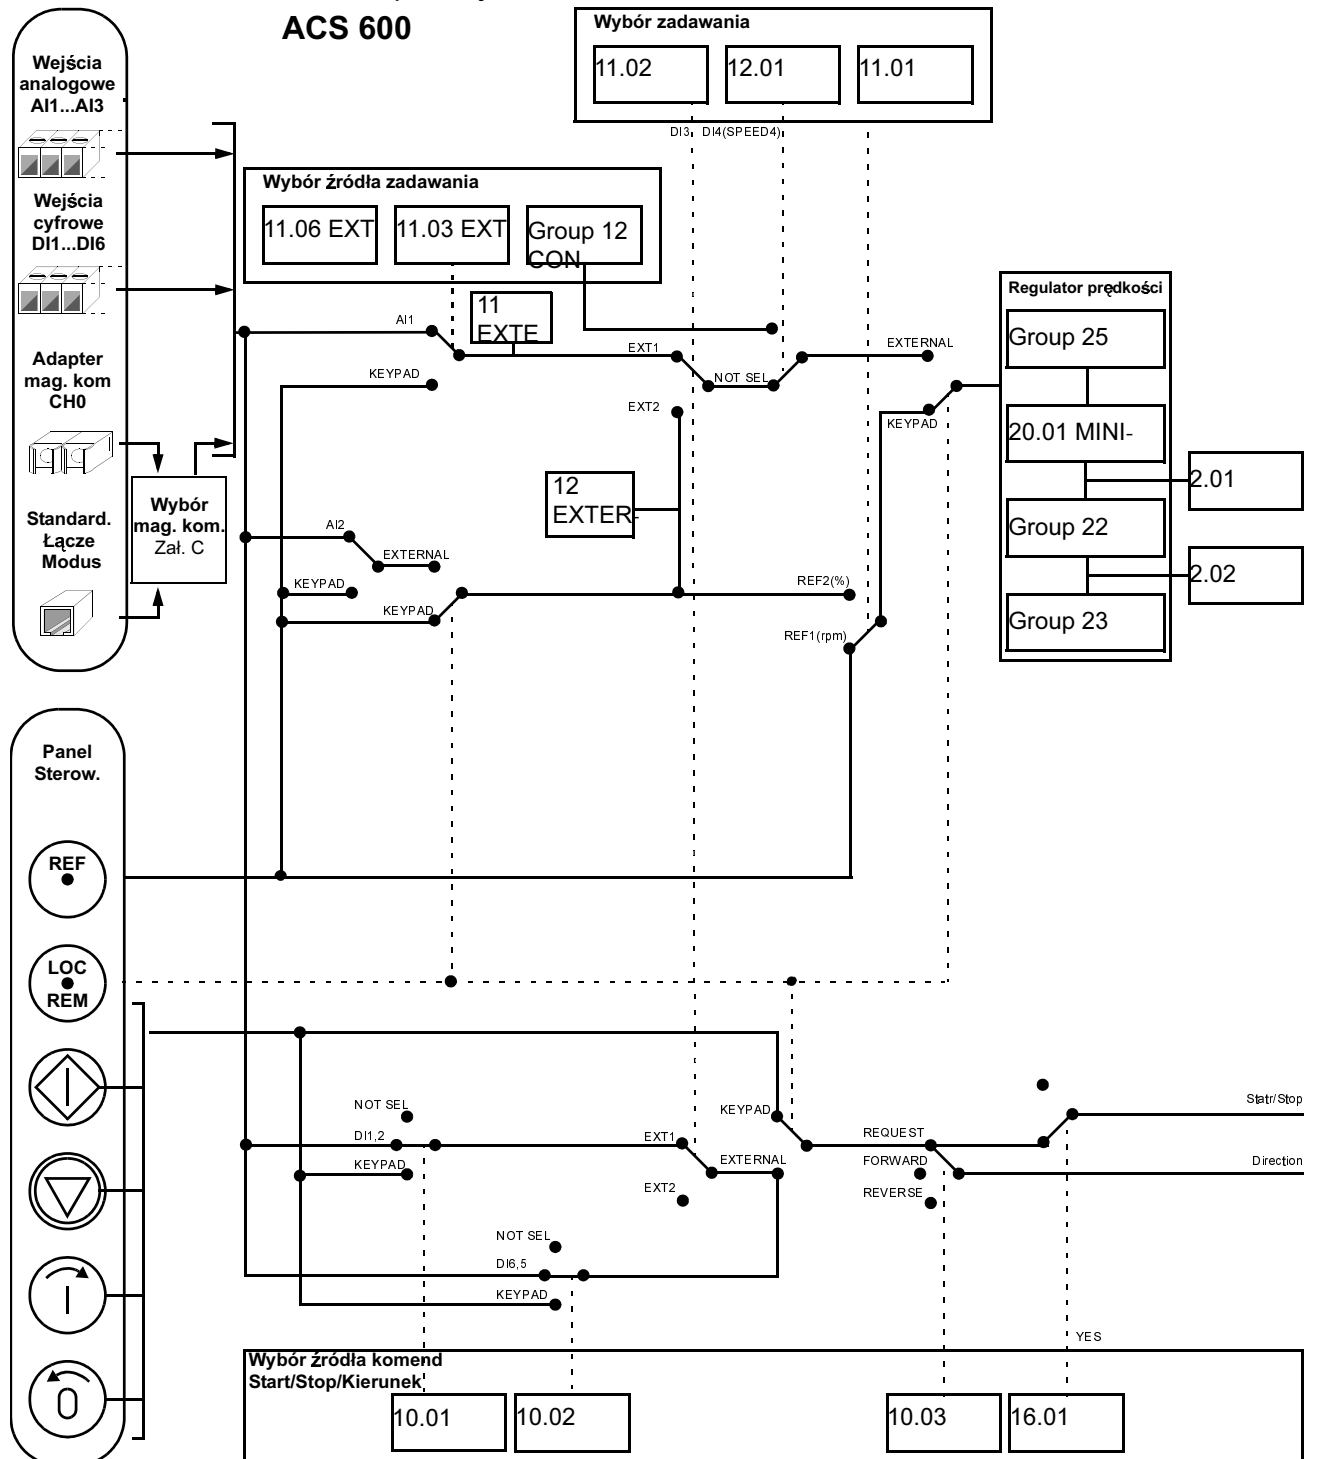 ACS 600
Wybór zadawania
11.02
12.01
11.01
DI3
DI4(SPEED4)
Wejścia
analogowe
AI1...AI3
Wejścia
cyfrowe
DI1...DI6
Adapter
mag. kom
CH0
Standard.
Łącze
Modus
Wybór
mag. kom.
Zał. C
Wybór źródła zadawania
11.06 EXT
11.03 EXT
Group 12
CON
11
EXTE
AI1
KEYPAD
EXT1
NOT SEL
EXT2
EXTERNAL
KEYPAD
12
EXTER-
AI2
EXTERNAL
KEYPAD
KEYPAD
REF2(%)
REF1(rpm)
Regulator prędkości
Group 25
20.01 MINI-
2.01
Group 22
2.02
Group 23
Panel
Sterow.
REF
LOC
REM
NOT SEL
DI1,2
KEYPAD
EXT1
EXT2
KEYPAD
EXTERNAL
NOT SEL
DI6,5
KEYPAD
REQUEST
FORWARD
REVERSE
Statr/Stop
Direction
YES
Wybór źródła komend
Start/Stop/Kierunek
10.01
10.02
10.03
16.01